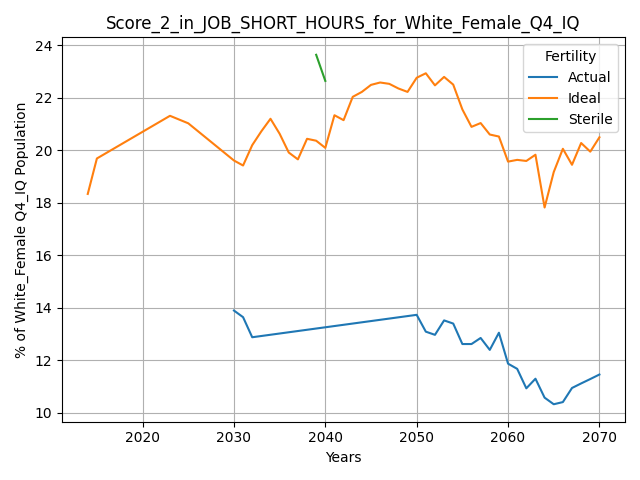 Score_2_in_JOB_SHORT_HOURS_for_White_Female_Q4_IQ
% of White_Female Q4_IQ Population
24
22
20
18
16
14
12
10
Fertility
Actual
Ideal
Sterile
2020 2030 2040 2050 2060 2070
Years